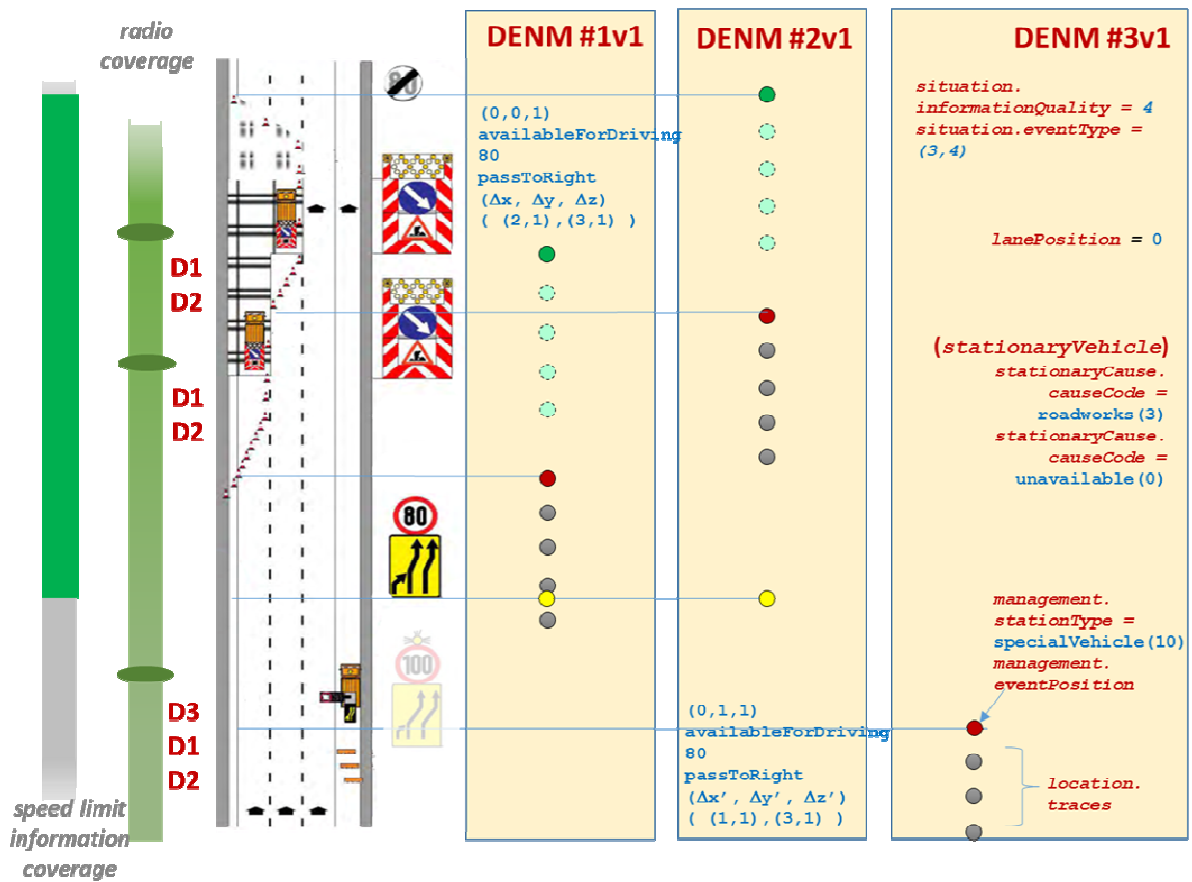 radio
coverage
D1
D2
D1
D2
D3
D1
D2
speed limit
information
coverage
80
80
100
DENM #1v1
(0,0,1)
availableForDriving
80
passToRight
(Δx, Δy, Δz)
( (2,1),(3,1) )
DENM #2v1
(0,1,1)
availableForDriving
80
passToRight
(Δx’, Δy’, Δz’)
( (1,1),(3,1) )
DENM #3v1
situation.
informationQuality = 4
situation.eventType =
(3,4)
lanePosition = 0
(stationaryVehicle)
stationaryCause.
causeCode =
roadworks(3)
stationaryCause.
causeCode =
unavailable(0)
management.
stationType =
specialVehicle(10)
management.
eventPosition
location.
traces